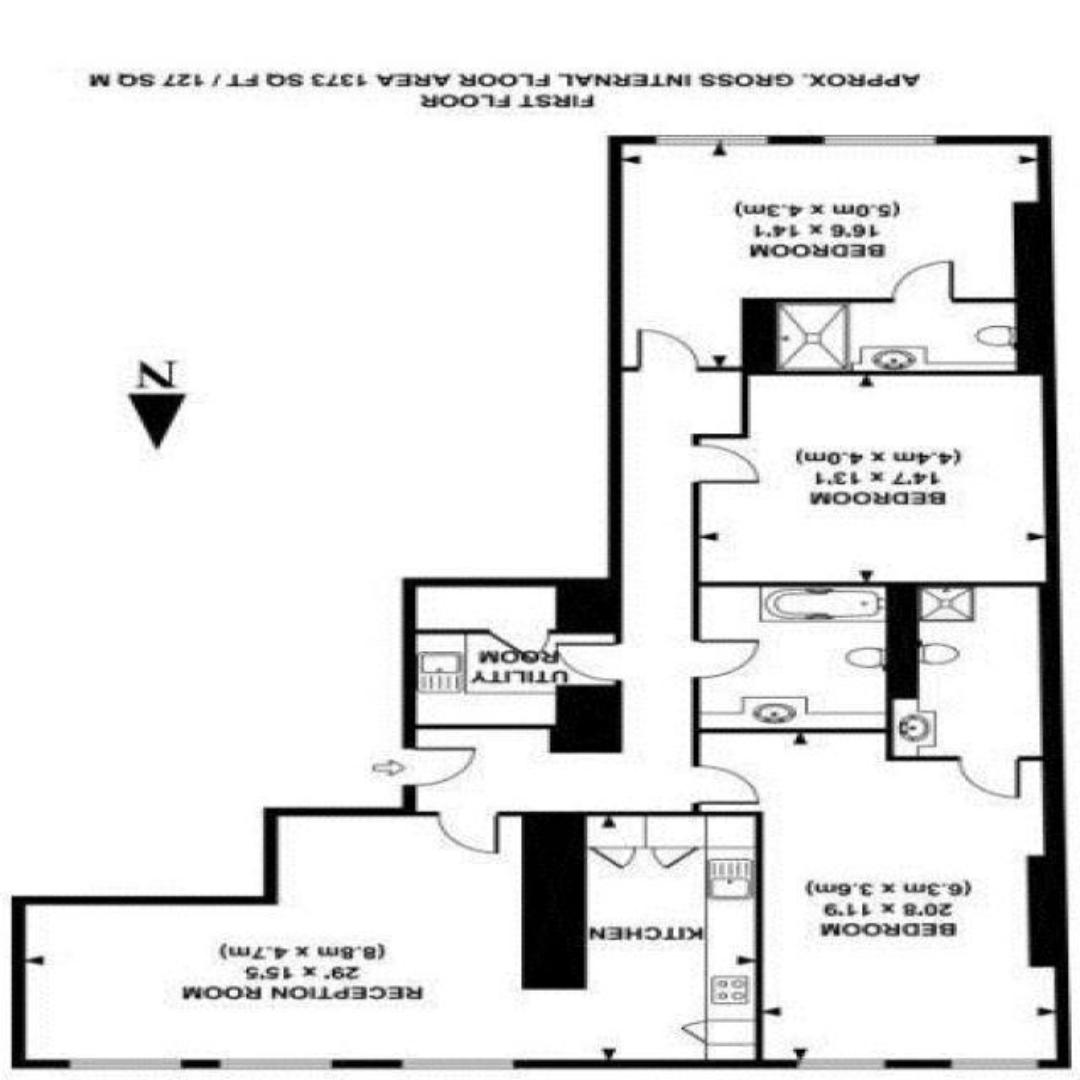 BEDROOM
20'8 x 11'9
(6.3m x 3.6m)
KITCHEN
RECEPTION ROOM
29' x 15'5
(8.8m x 4.7m)
UTILITY
ROOM
BEDROOM
14'7 x 13'1
(4.4m x 4.0m)
N
BEDROOM
16'6 x 14'1
(5.0m x 4.3m)
FIRST FLOOR
APPROX. GROSS INTERNAL FLOOR AREA 1373 SQ FT / 127 SQ M